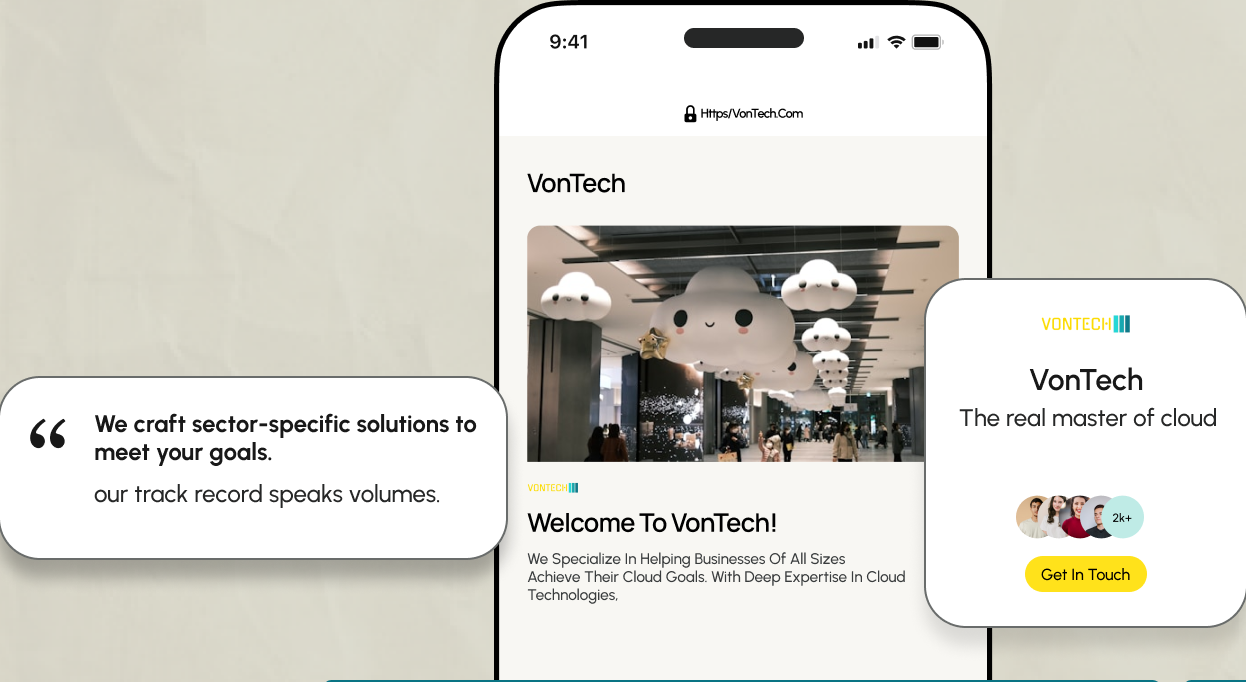 9:41
Https/VonTech.Com
VonTech
VONTECH
Welcome To VonTech!
We Specialize In Helping Businesses Of All Sizes
Achieve Their Cloud Goals. With Deep Expertise In Cloud
Technologies,
“
We craft sector-specific solutions to
meet your goals.
our track record speaks volumes.
VONTECH
VonTech
The real master of cloud
2k+
Get In Touch